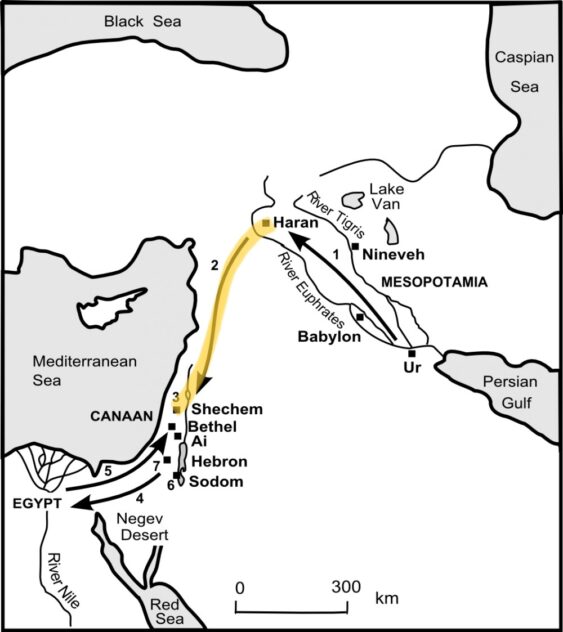 Black Sea
Caspian
Sea
Lake
Van
River Tigris
Haran
1
Nineveh
2
River Euphrates
MESOPOTAMIA
Babylon
Ur
Mediterranean
Sea
Persian
Gulf
3
CANAAN
Shechem
Bethel
Ai
Hebron
7
5
6
Sodom
4
EGYPT
Negev
Desert
River Nile
0
300
km
Red
Sea